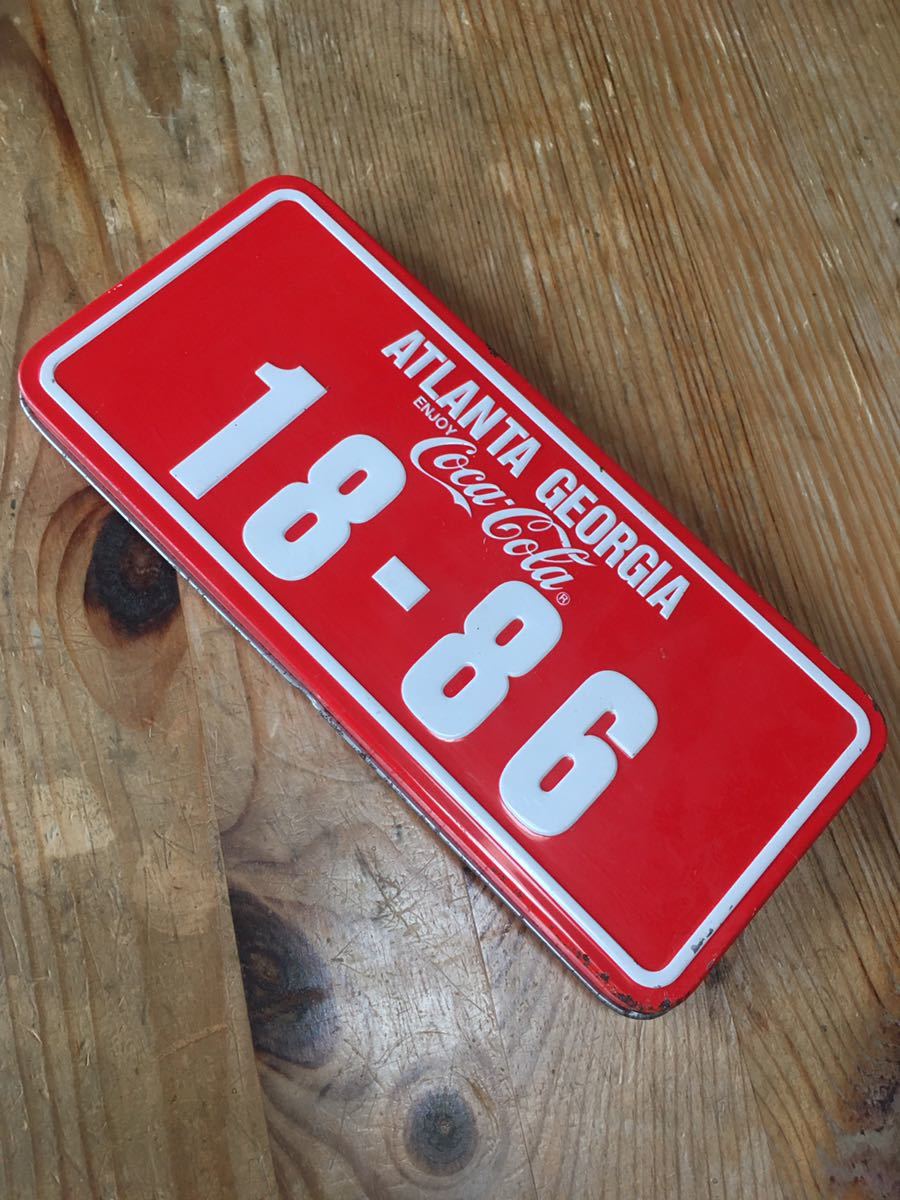 ATLANTA GEORGIA
ENJOY
Coca-Cola®
18-86